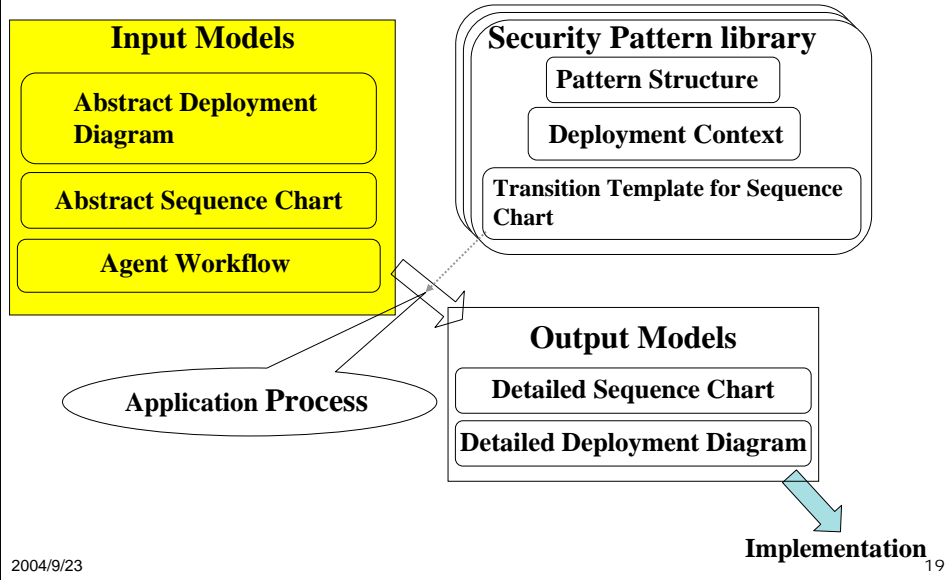 Input Models
Abstract Deployment
Diagram
Abstract Sequence Chart
Agent Workflow
Security Pattern library
Pattern Structure
Deployment Context
Transition Template for Sequence
Chart
Application Process
Output Models
Detailed Sequence Chart
Detailed Deployment Diagram
Implementation
2004/9/23
19